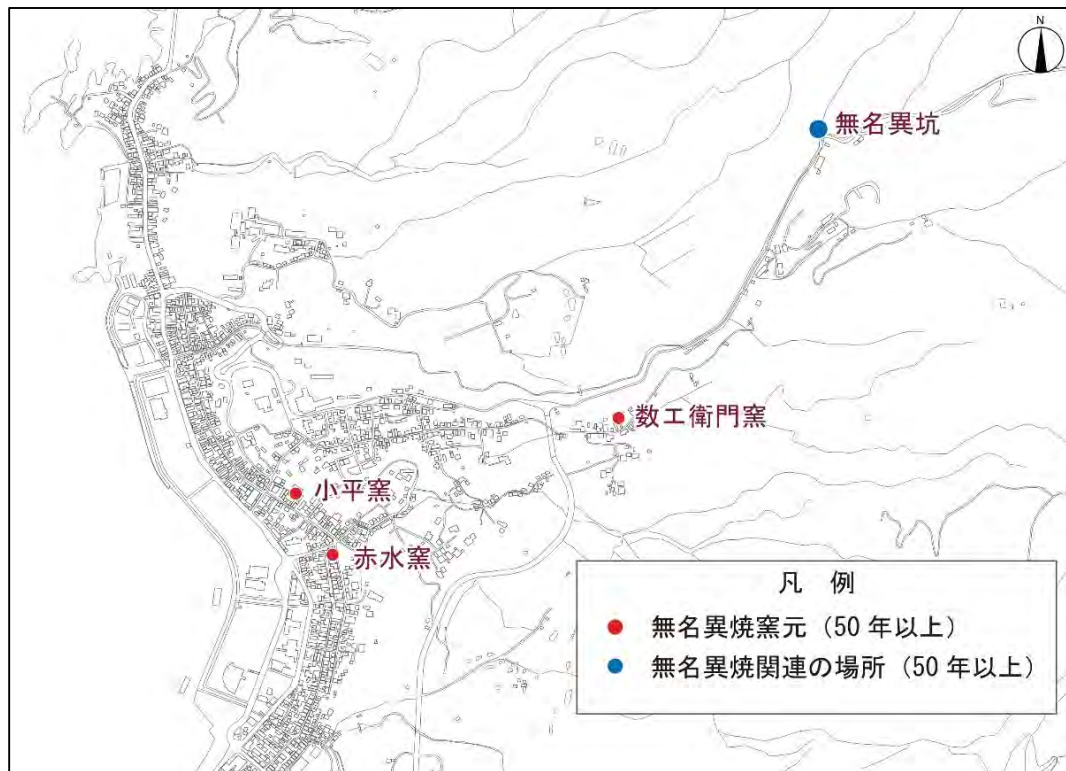 N
無名異坑
数エ衛門窯
小平窯
赤水窯
凡 例
無名異焼窯元（50 年以上）
無名異焼関連の場所（50 年以上）